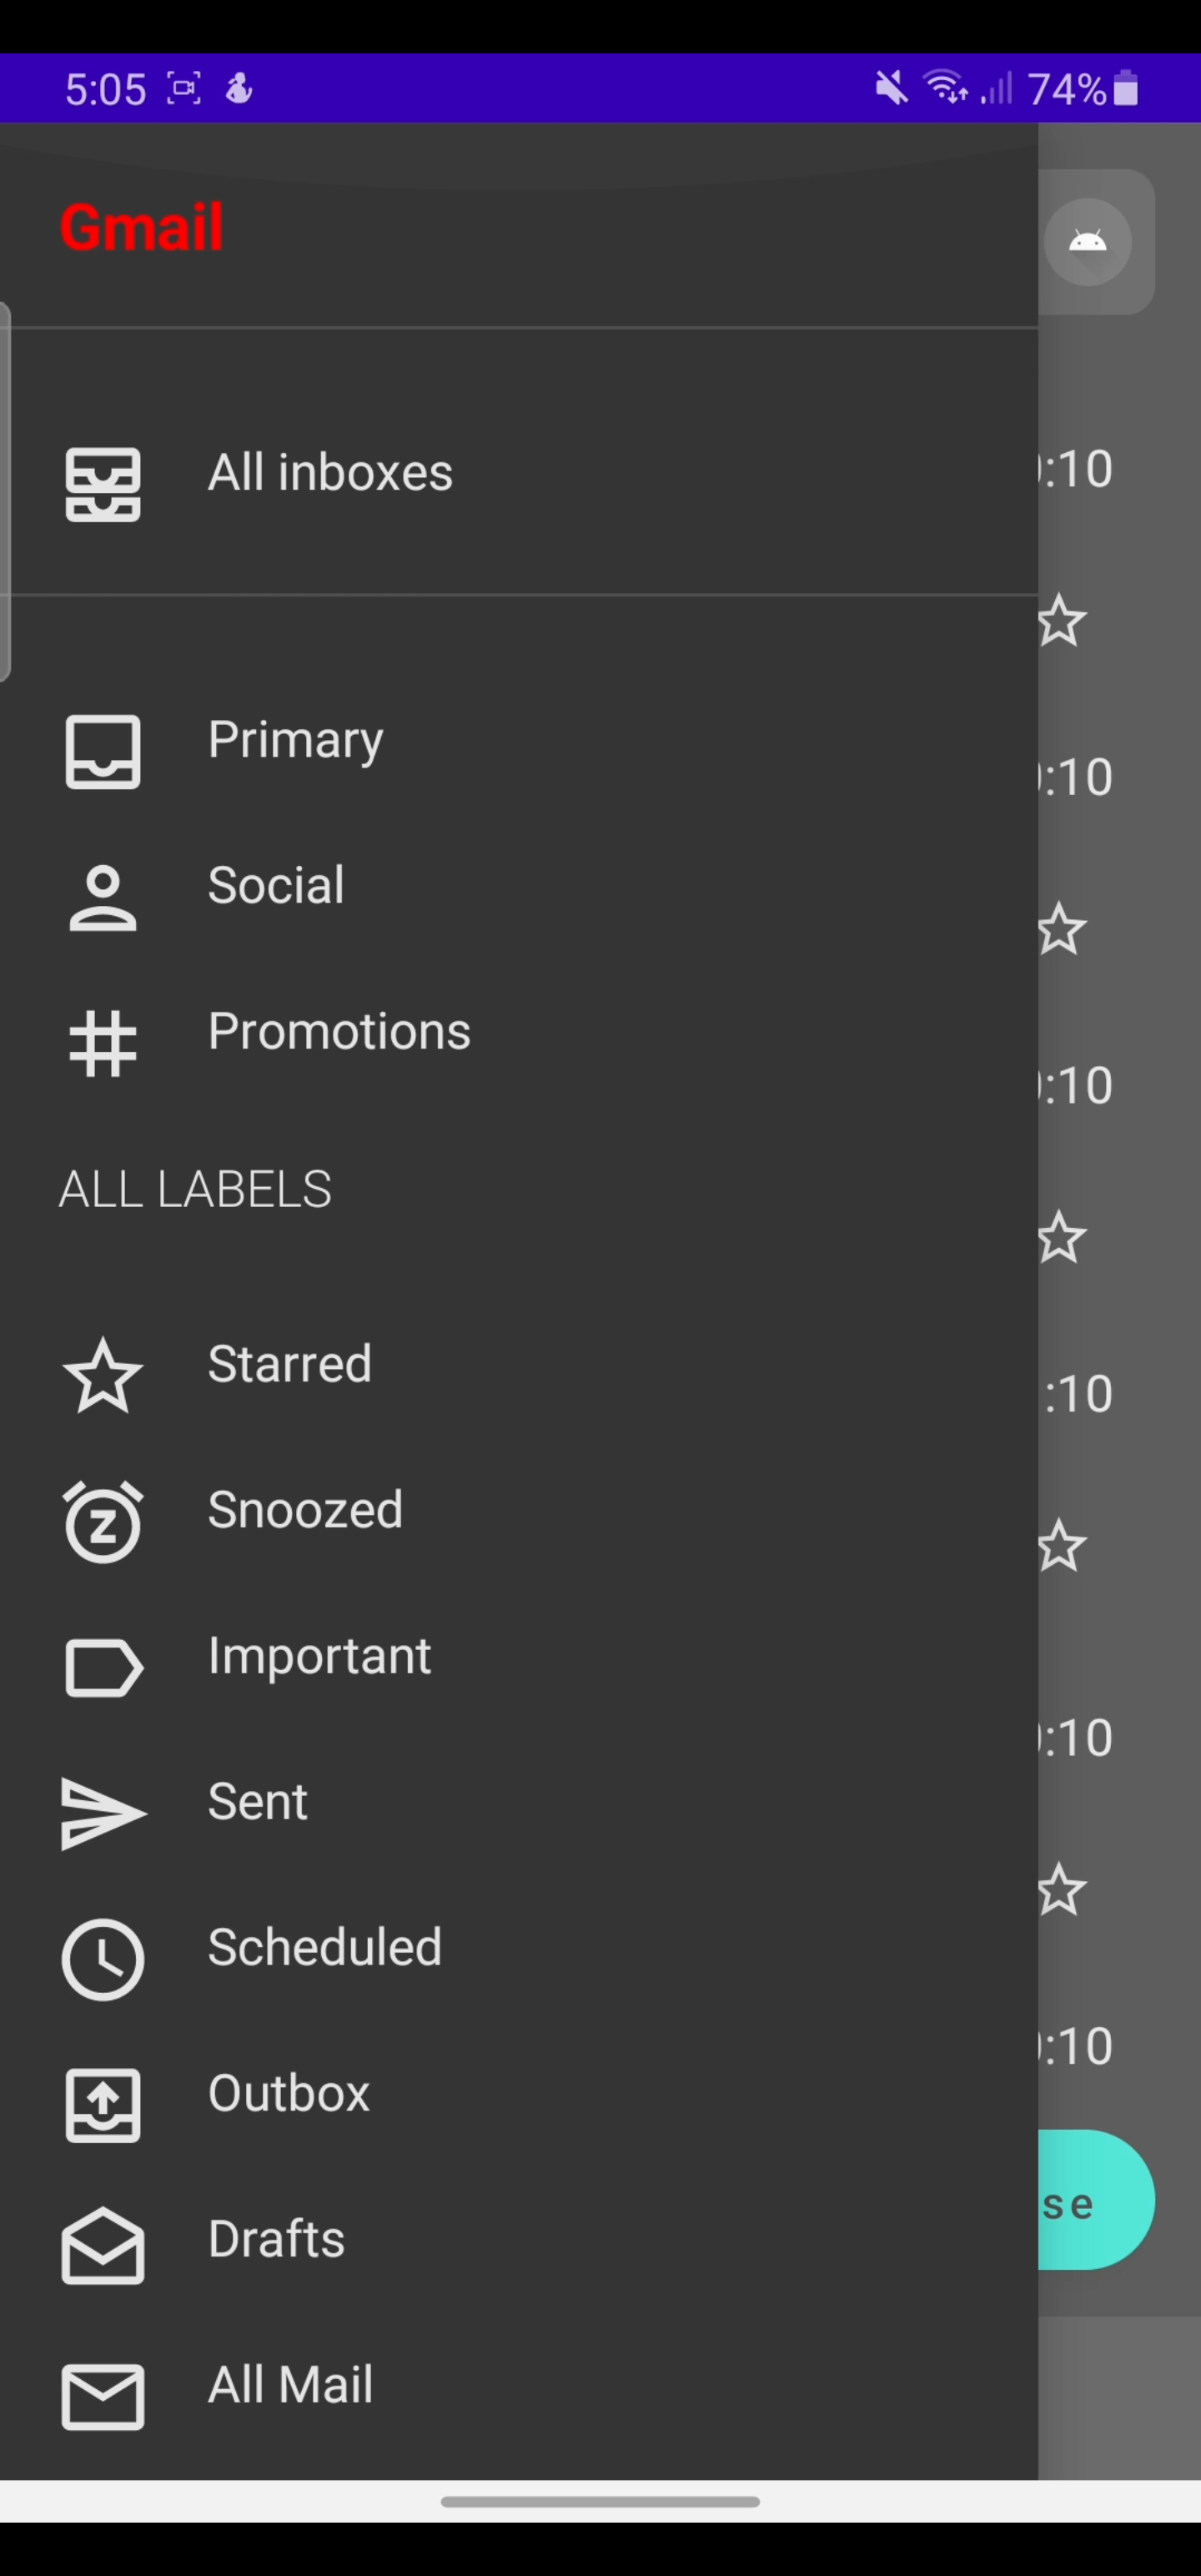 5:05 74%
Gmail
All inboxes
:10
Primary
:10
Social
Promotions
:10
ALL LABELS
Starred
:10
Snoozed
Important
:10
Sent
Scheduled
:10
Outbox
se
Drafts
All Mail